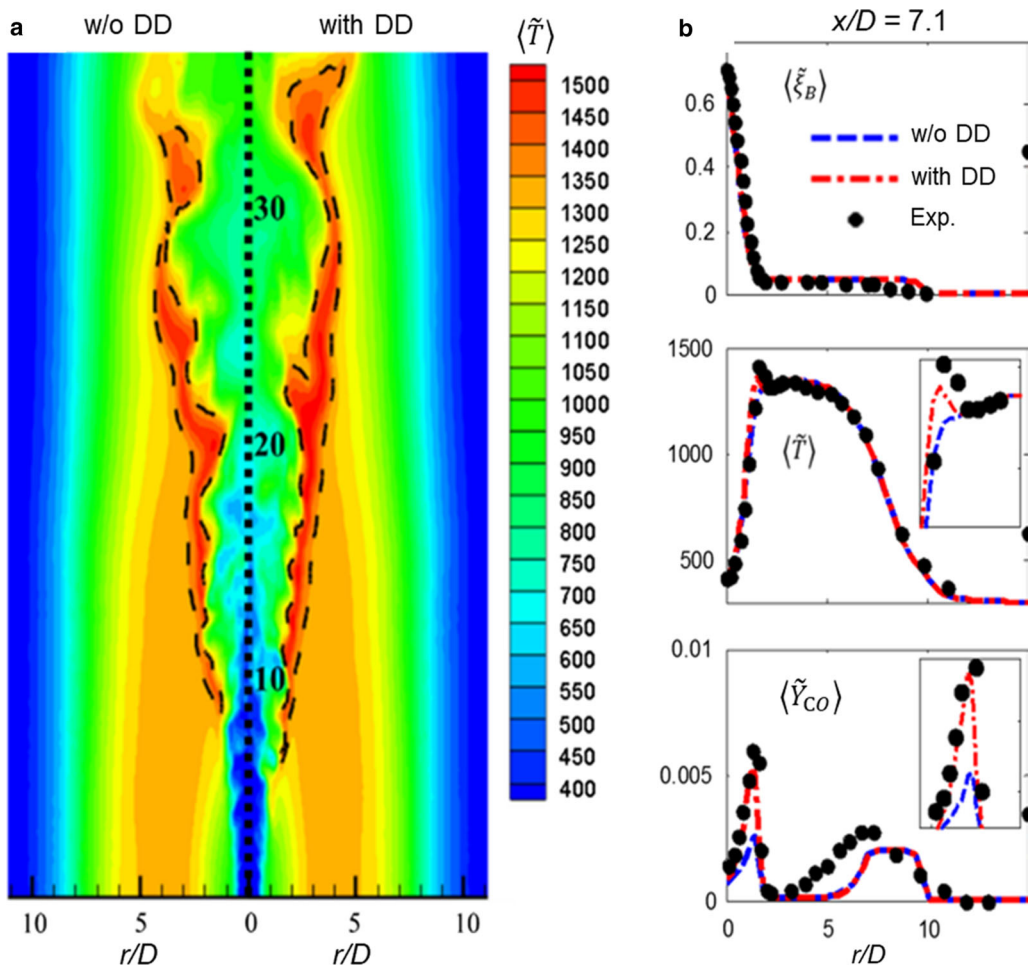 a
w/o DD
with DD
⟨T̃⟩
1500
1450
1400
1350
1300
1250
1200
1150
1100
1050
1000
950
900
850
800
750
700
650
600
550
500
450
400
30
20
10
10
5
0
5
10
r/D
r/D
b
x/D = 7.1
⟨ξ̃_B⟩
w/o DD
with DD
Exp.
0.6
0.4
0.2
0
1500
⟨T̃⟩
1000
500
0.01
⟨Ỹ_CO⟩
0.005
0
0
5
10
r/D